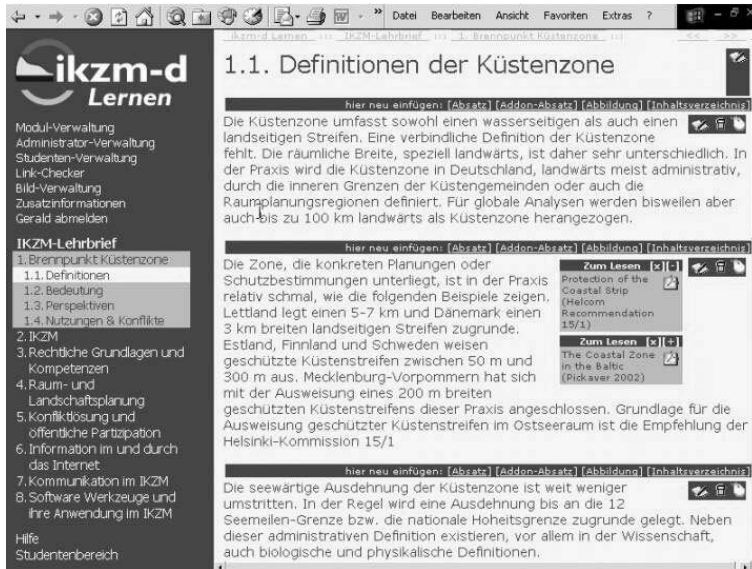 Datei Bearbeiten Ansicht Favoriten Extras ?
ikzm-d Lernen ::: IKZM-Lehrbrief ::: 1. Brennpunkt Küstenzone :::
<< >>
ikzm-d
Lernen
Modul-Verwaltung
Administrator-Verwaltung
Studenten-Verwaltung
Link-Checker
Bild-Verwaltung
Zusatzinformationen
Gerald abmelden
IKZM-Lehrbrief
1. Brennpunkt Küstenzone
1.1. Definitionen
1.2. Bedeutung
1.3. Perspektiven
1.4. Nutzungen & Konflikte
2. IKZM
3. Rechtliche Grundlagen und
Kompetenzen
4. Raum- und
Landschaftsplanung
5. Konfliktlösung und
öffentliche Partizipation
6. Information im und durch
das Internet
7. Kommunikation im IKZM
8. Software Werkzeuge und
ihre Anwendung im IKZM
Hilfe
Studentenbereich
1.1. Definitionen der Küstenzone
hier neu einfügen: [Absatz] [Addon-Absatz] [Abbildung] [Inhaltsverzeichnis]
Die Küstenzone umfasst sowohl einen wasserseitigen als auch einen
landseitigen Streifen. Eine verbindliche Definition der Küstenzone
fehlt. Die räumliche Breite, speziell landwärts, ist daher sehr unterschiedlich. In
der Praxis wird die Küstenzone in Deutschland, landwärts meist administrativ,
durch die inneren Grenzen der Küstengemeinden oder auch die
Raumplanungsregionen definiert. Für globale Analysen werden bisweilen aber
auch bis zu 100 km landwärts als Küstenzone herangezogen.
hier neu einfügen: [Absatz] [Addon-Absatz] [Abbildung] [Inhaltsverzeichnis]
Die Zone, die konkreten Planungen oder
Schutzbestimmungen unterliegt, ist in der Praxis
relativ schmal, wie die folgenden Beispiele zeigen.
Lettland legt einen 5-7 km und Dänemark einen
3 km breiten landseitigen Streifen zugrunde.
Estland, Finnland und Schweden weisen
geschützte Küstenstreifen zwischen 50 m und
300 m aus. Mecklenburg-Vorpommern hat sich
mit der Ausweisung eines 200 m breiten
geschützten Küstenstreifens dieser Praxis angeschlossen. Grundlage für die
Ausweisung geschützter Küstenstreifen im Ostseeraum ist die Empfehlung der
Helsinki-Kommission 15/1
Zum Lesen [x][-]
Protection of the
Coastal Strip
(Helcom
Recommendation
15/1)
Zum Lesen [x][+]
The Coastal Zone
in the Baltic
(Pickaver 2002)
hier neu einfügen: [Absatz] [Addon-Absatz] [Abbildung] [Inhaltsverzeichnis]
Die seewärtige Ausdehnung der Küstenzone ist weit weniger
umstritten. In der Regel wird eine Ausdehnung bis an die 12
Seemeilen-Grenze bzw. die nationale Hoheitsgrenze zugrunde gelegt. Neben
dieser administrativen Definition existieren, vor allem in der Wissenschaft,
auch biologische und physikalische Definitionen.